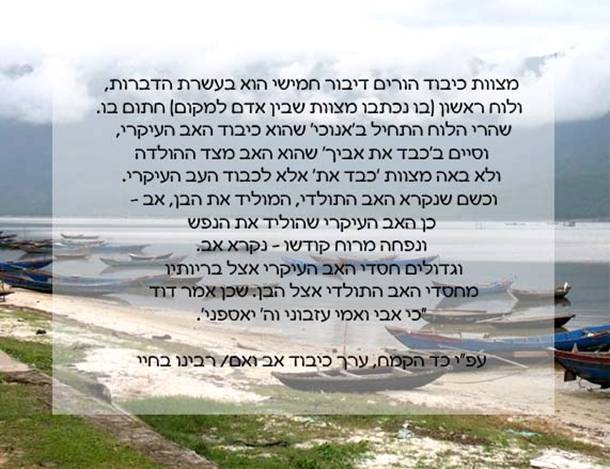 מצוות כיבוד הורים דיבור חמישי הוא בעשרת הדברות,
ולוח ראשון (בו נכתבו מצוות שבין אדם למקום) חתום בו.
שהרי הלוח התחיל ב'אנוכי' שהוא כיבוד האב העיקרי,
וסיים ב'כבד את אביך' שהוא האב מצד ההולדה
ולא באה מצוות 'כבד את' אלא לכבוד העב העיקרי.
וכשם שנקרא האב התולדי, המוליד את הבן, אב -
כן האב העיקרי שהוליד את הנפש
ונפחה מרוח קודשו - נקרא אב.
וגדולים חסדי האב העיקרי אצל בריותיו
מחסדי האב התולדי אצל הבן. שכן אמר דוד
"כי אבי ואמי עזבוני וה' יאספני'.
עפ"י כד הקמח, ערך כיבוד אב ואם/ רבינו בחיי